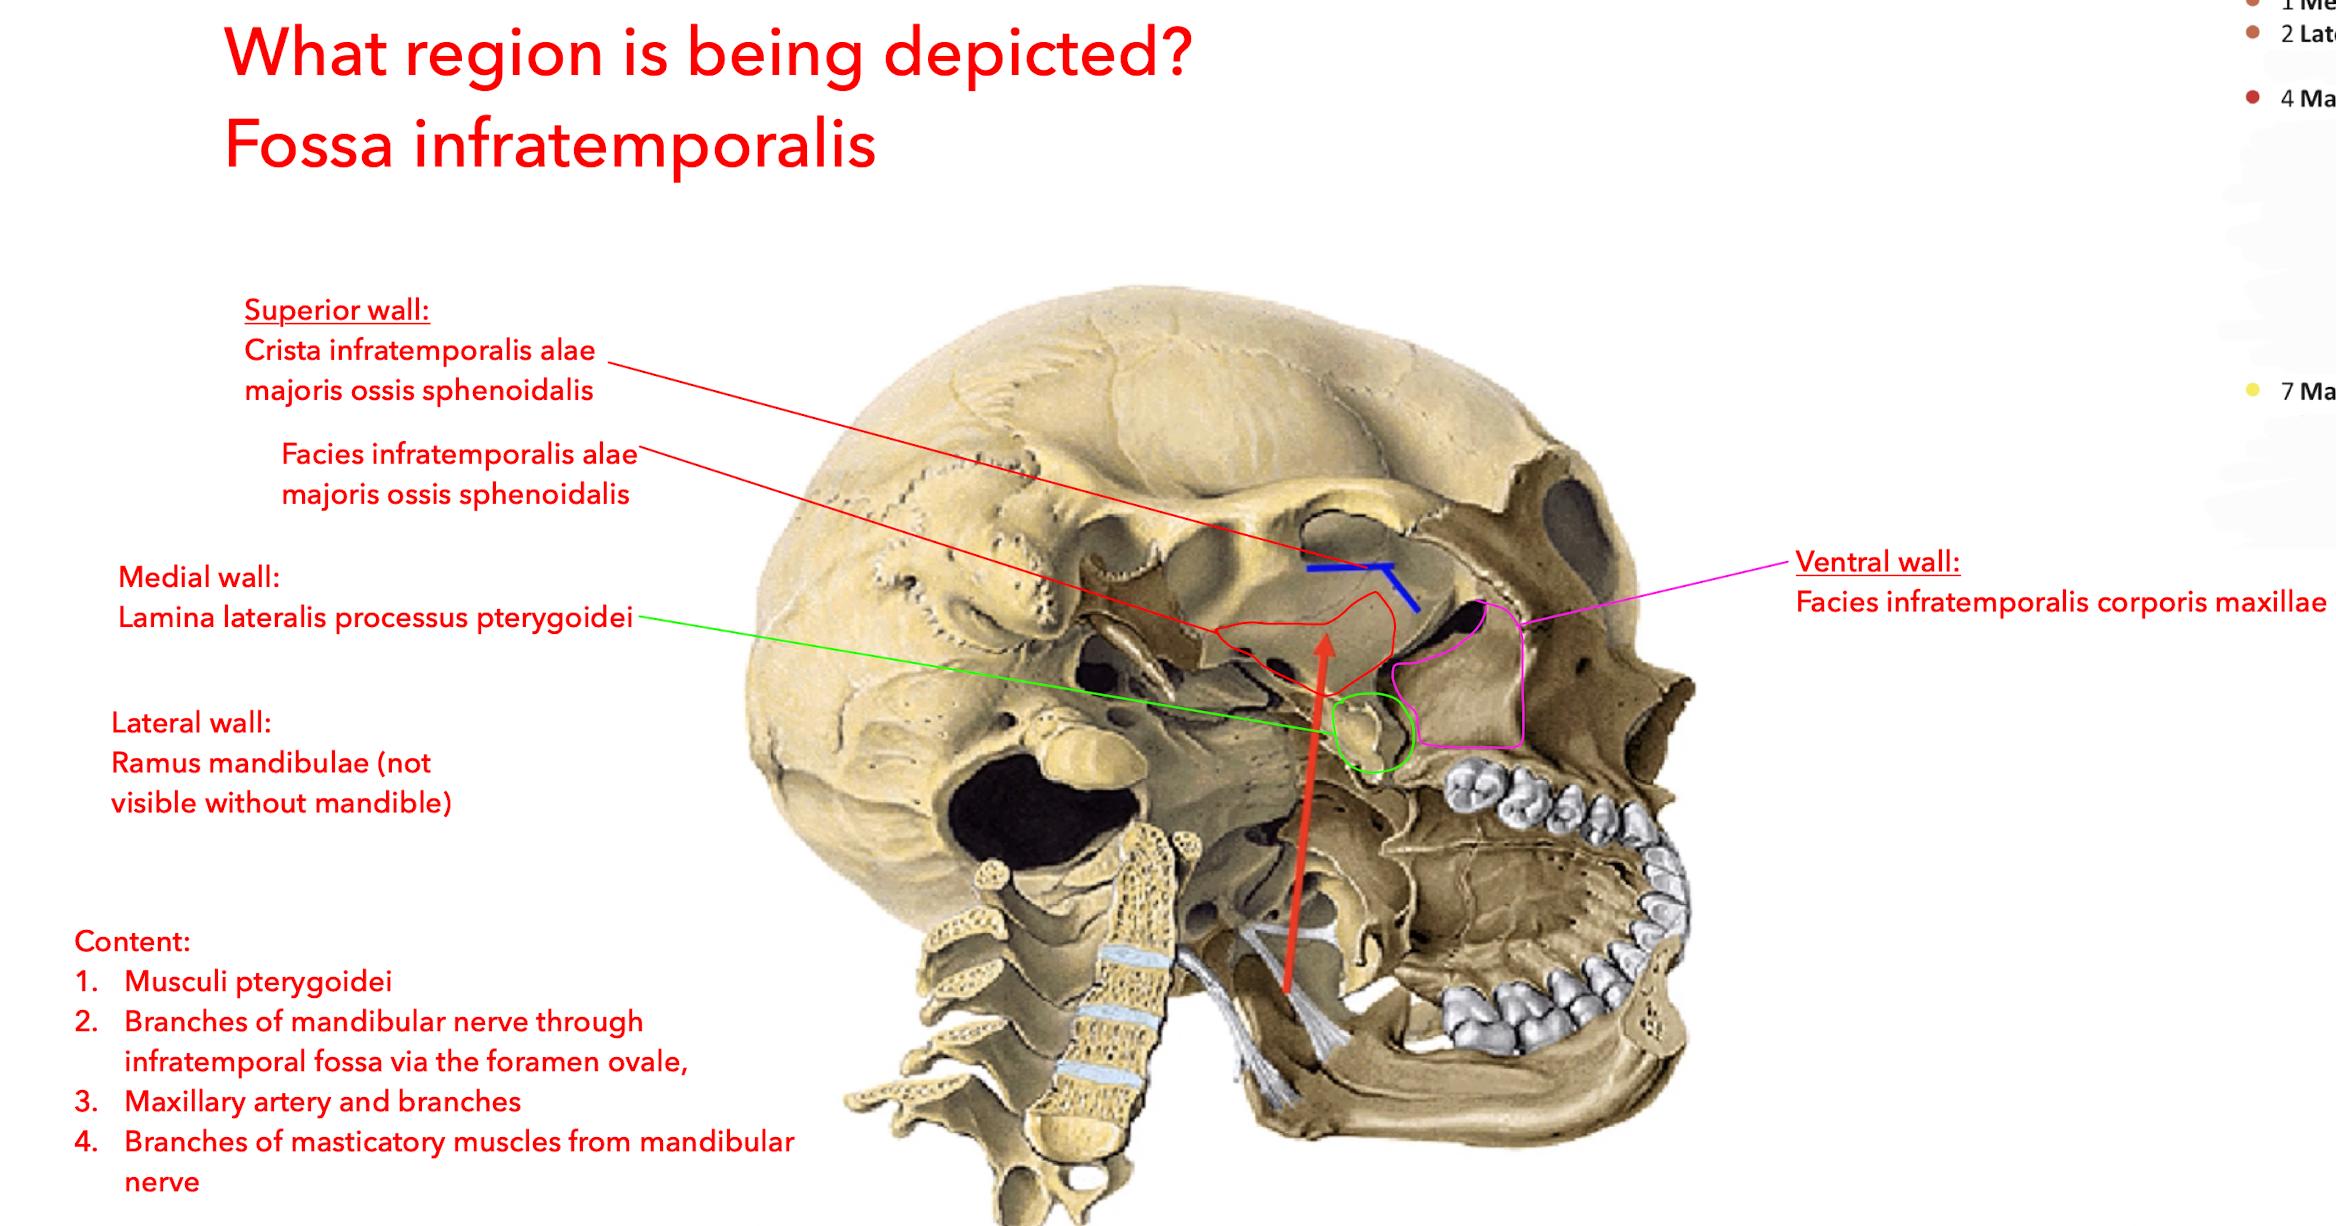 What region is being depicted?
Fossa infratemporalis
Superior wall:
Crista infratemporalis alae
majoris ossis sphenoidalis
Facies infratemporalis alae
majoris ossis sphenoidalis
Medial wall:
Lamina lateralis processus pterygoidei
Lateral wall:
Ramus mandibulae (not
visible without mandible)
Content:
1. Musculi pterygoidei
2. Branches of mandibular nerve through
infratemporal fossa via the foramen ovale,
3. Maxillary artery and branches
4. Branches of masticatory muscles from mandibular
nerve
Ventral wall:
Facies infratemporalis corporis maxillae
2 Lat
4 Ma
7 Ma